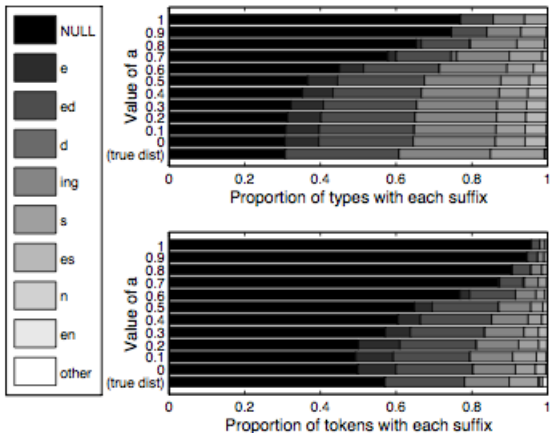 NULL
e
ed
d
ing
s
es
n
en
other
Value of a
1
0.9
0.8
0.7
0.6
0.5
0.4
0.3
0.2
0.1
0
(true dist)
0 0.2 0.4 0.6 0.8 1
Proportion of types with each suffix
Value of a
1
0.9
0.8
0.7
0.6
0.5
0.4
0.3
0.2
0.1
0
(true dist)
0 0.2 0.4 0.6 0.8 1
Proportion of tokens with each suffix